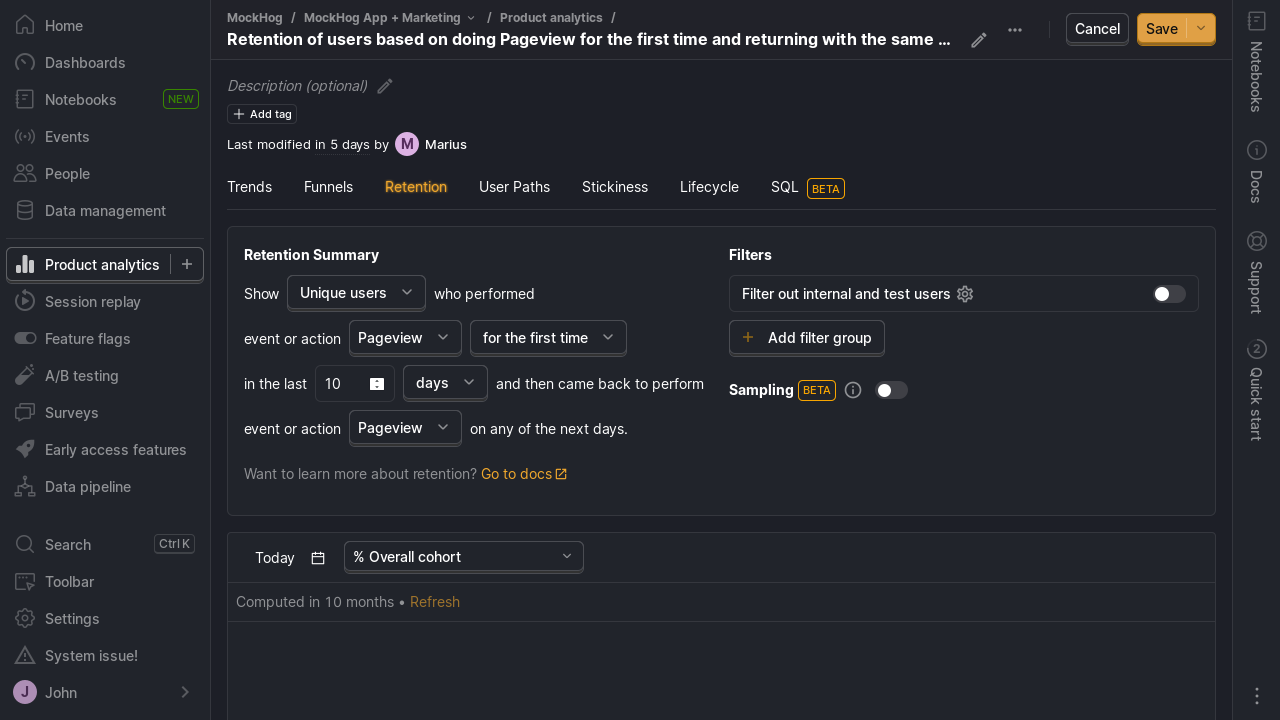 Home
Dashboards
Notebooks NEW
Events
People
Data management
Product analytics
Session replay
Feature flags
A/B testing
Surveys
Early access features
Data pipeline
Search Ctrl K
Toolbar
Settings
System issue!
J John
MockHog / MockHog App + Marketing / Product analytics /
Retention of users based on doing Pageview for the first time and returning with the same ...
Cancel
Save
Description (optional)
Add tag
Last modified in 5 days by M Marius
Trends Funnels Retention User Paths Stickiness Lifecycle SQL BETA
Retention Summary
Show Unique users who performed
event or action Pageview for the first time
in the last 10 days and then came back to perform
event or action Pageview on any of the next days.
Want to learn more about retention? Go to docs
Filters
Filter out internal and test users
Add filter group
Sampling BETA
Today % Overall cohort
Computed in 10 months • Refresh
Notebooks
Docs
Support
2 Quick start